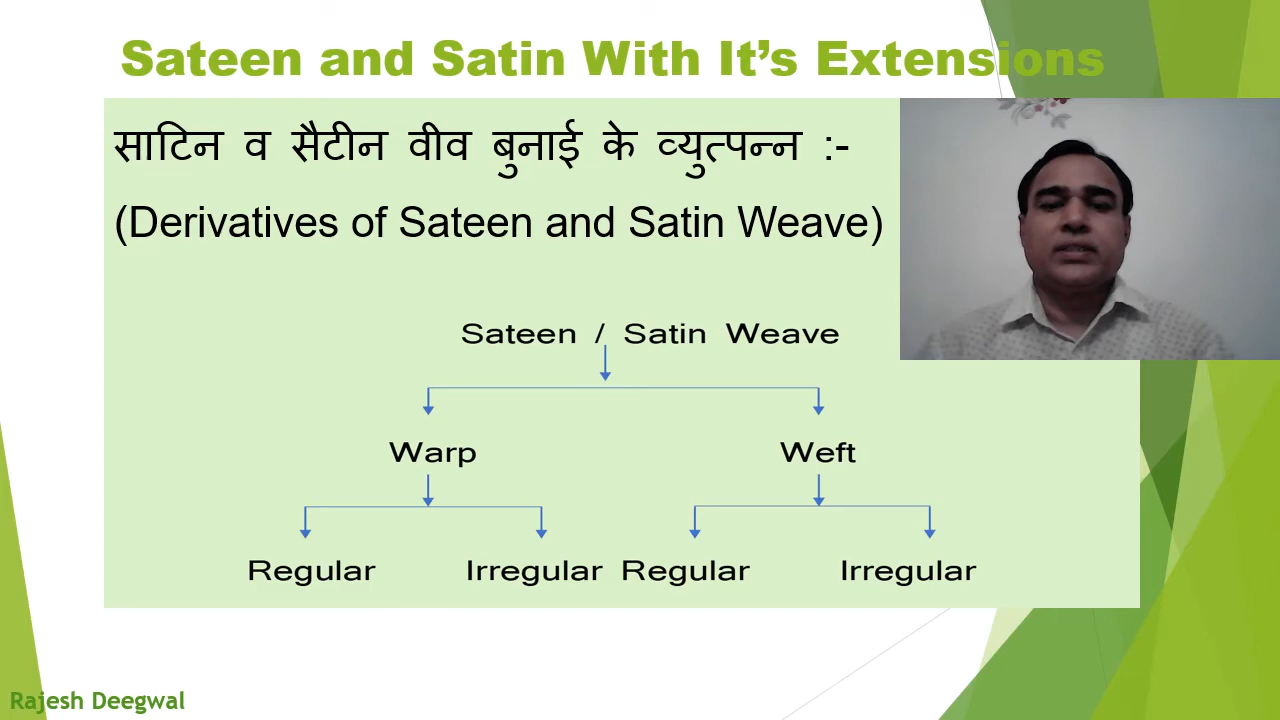 Sateen and Satin With It’s Extensions
साटिन व सैटीन वीव बुनाई के व्युत्पन्न :-
(Derivatives of Sateen and Satin Weave)
Sateen / Satin Weave
Warp Weft
Regular Irregular Regular Irregular
Rajesh Deegwal